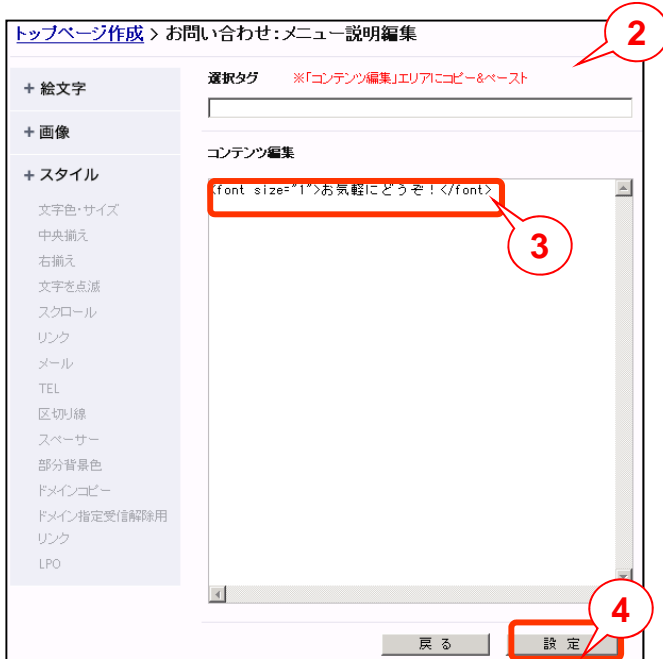 トップページ作成 > お問い合わせ：メニュー説明編集
2
+ 絵文字
+ 画像
+ スタイル
文字色・サイズ
中央揃え
右揃え
文字を点滅
スクロール
リンク
メール
TEL
区切り線
スペーサー
部分背景色
ドメインコピー
ドメイン指定受信解除用
リンク
LPO
選択タグ ※「コンテンツ編集」エリアにコピー&ペースト
コンテンツ編集
<font size="1">お気軽にどうぞ！</font>
3
4
戻 る
設 定